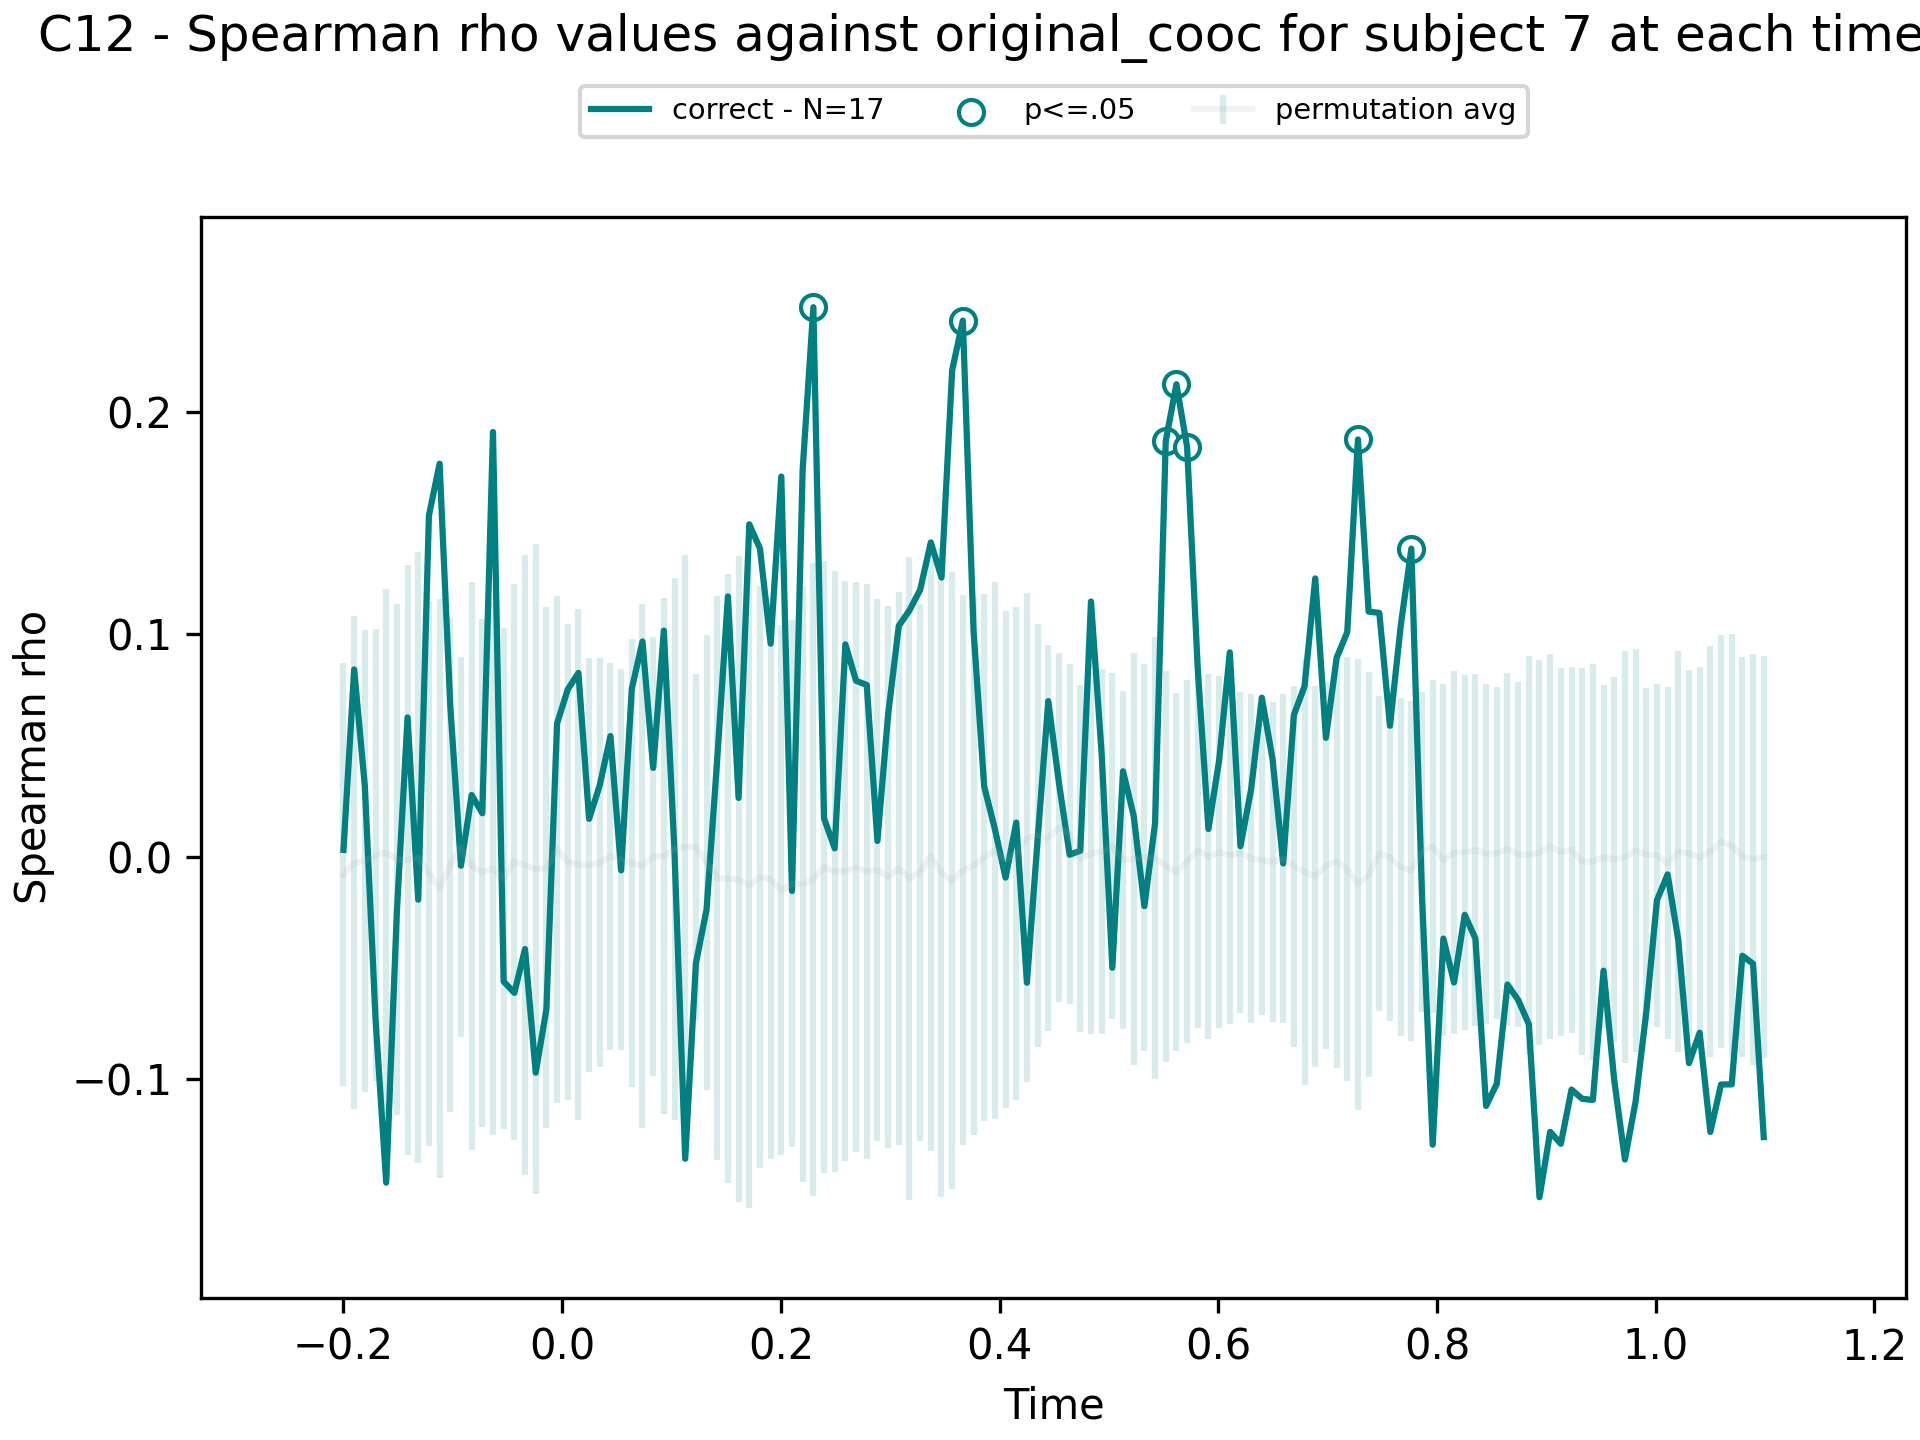 C12 - Spearman rho values against original_cooc for subject 7 at each time
correct - N=17 p<=.05 permutation avg
Spearman rho
0.2
0.1
0.0
−0.1
−0.2 0.0 0.2 0.4 0.6 0.8 1.0 1.2
Time